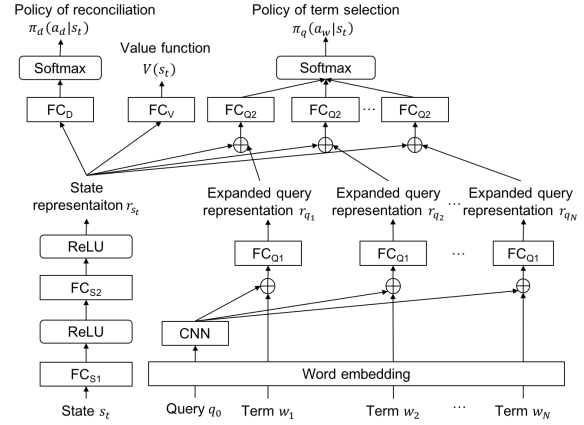 Policy of reconciliation
π_d(a_d|s_t)
Softmax
FC_D
Value function
V(s_t)
FC_V
Policy of term selection
π_q(a_w|s_t)
Softmax
FC_Q2 FC_Q2 ⋯ FC_Q2
State
representaiton r_{s_t}
ReLU
FC_S2
ReLU
FC_S1
State s_t
Expanded query
representation r_{q_1}
Expanded query
representation r_{q_2}
⋯
Expanded query
representation r_{q_N}
FC_Q1 FC_Q1 ⋯ FC_Q1
CNN
Word embedding
Query q_0 Term w_1 Term w_2 ⋯ Term w_N